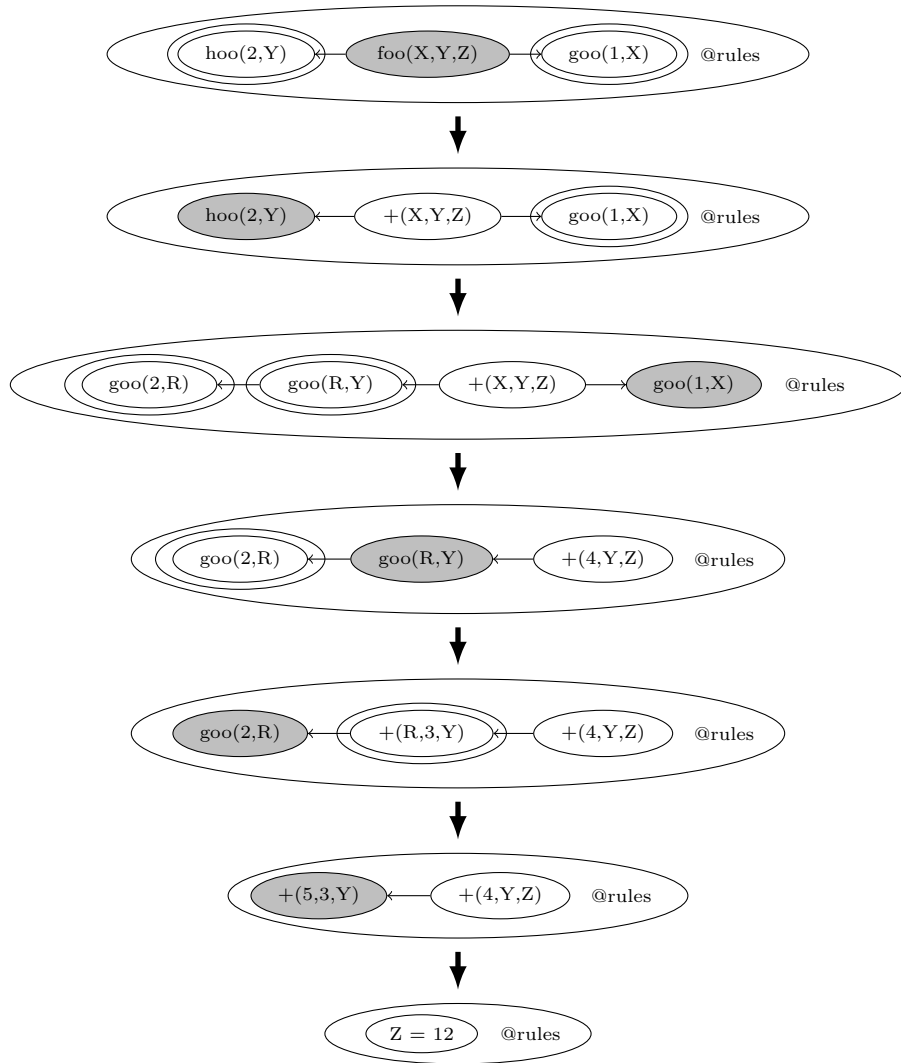 hoo(2,Y) foo(X,Y,Z) goo(1,X) @rules
hoo(2,Y) +(X,Y,Z) goo(1,X) @rules
goo(2,R) goo(R,Y) +(X,Y,Z) goo(1,X) @rules
goo(2,R) goo(R,Y) +(4,Y,Z) @rules
goo(2,R) +(R,3,Y) +(4,Y,Z) @rules
+(5,3,Y) +(4,Y,Z) @rules
Z = 12 @rules